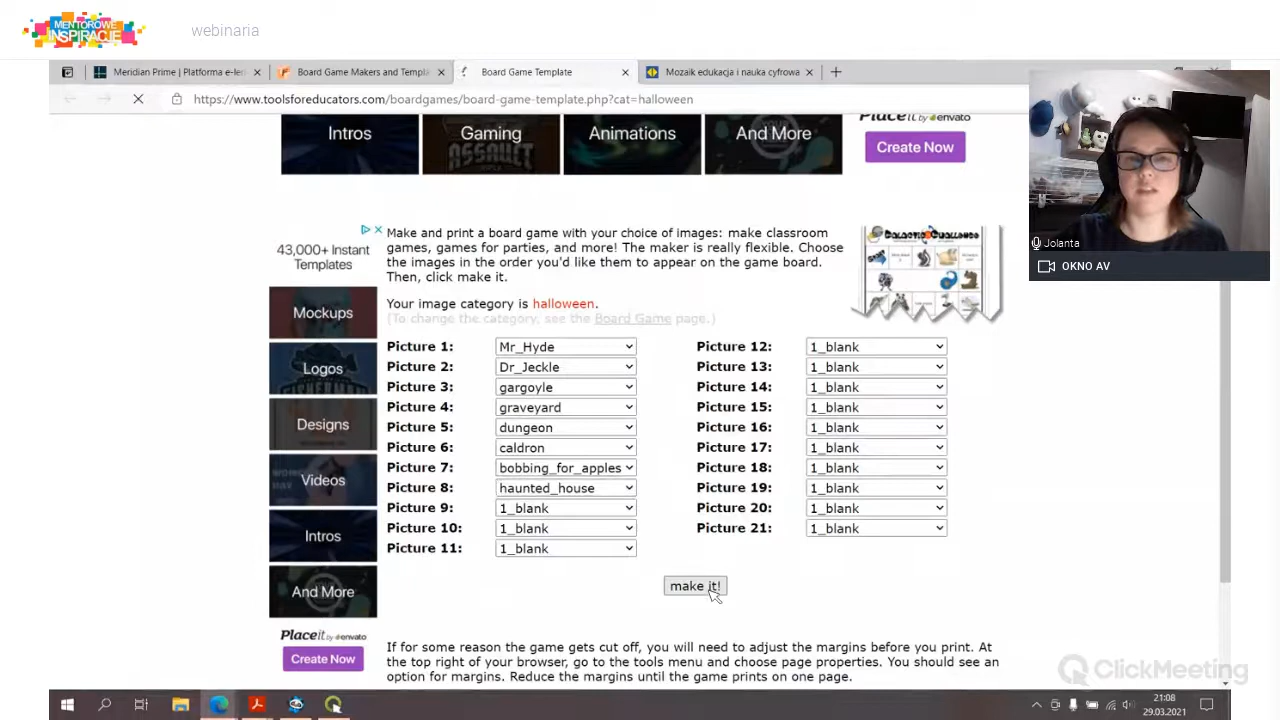 MENTOROWE
INSPIRACJE
webinaria
Meridian Prime | Platforma e-ler
Board Game Makers and Templa
Board Game Template
Mozaik edukacja i nauka cyfrowa
https://www.toolsforeducators.com/boardgames/board-game-template.php?cat=halloween
Intros
Gaming
ASSAULT
Animations
And More
Placeit by envato
Create Now
Jolanta
OKNO AV
43,000+ Instant
Templates
Mockups
Logos
Designs
Videos
Intros
And More
Placeit by envato
Create Now
Make and print a board game with your choice of images: make classroom
games, games for parties, and more! The maker is really flexible. Choose
the images in the order you'd like them to appear on the game board.
Then, click make it.
GALACTIC CHALLENGE
Your image category is halloween.
(To change the category, see the Board Game page.)
Picture 1: Mr_Hyde
Picture 2: Dr_Jeckle
Picture 3: gargoyle
Picture 4: graveyard
Picture 5: dungeon
Picture 6: caldron
Picture 7: bobbing_for_apples
Picture 8: haunted_house
Picture 9: 1_blank
Picture 10: 1_blank
Picture 11: 1_blank
Picture 12: 1_blank
Picture 13: 1_blank
Picture 14: 1_blank
Picture 15: 1_blank
Picture 16: 1_blank
Picture 17: 1_blank
Picture 18: 1_blank
Picture 19: 1_blank
Picture 20: 1_blank
Picture 21: 1_blank
make it!
If for some reason the game gets cut off, you will need to adjust the margins before you print. At
the top right of your browser, go to the tools menu and choose page properties. You should see an
option for margins. Reduce the margins until the game prints on one page.
ClickMeeting
21:08
29.03.2021